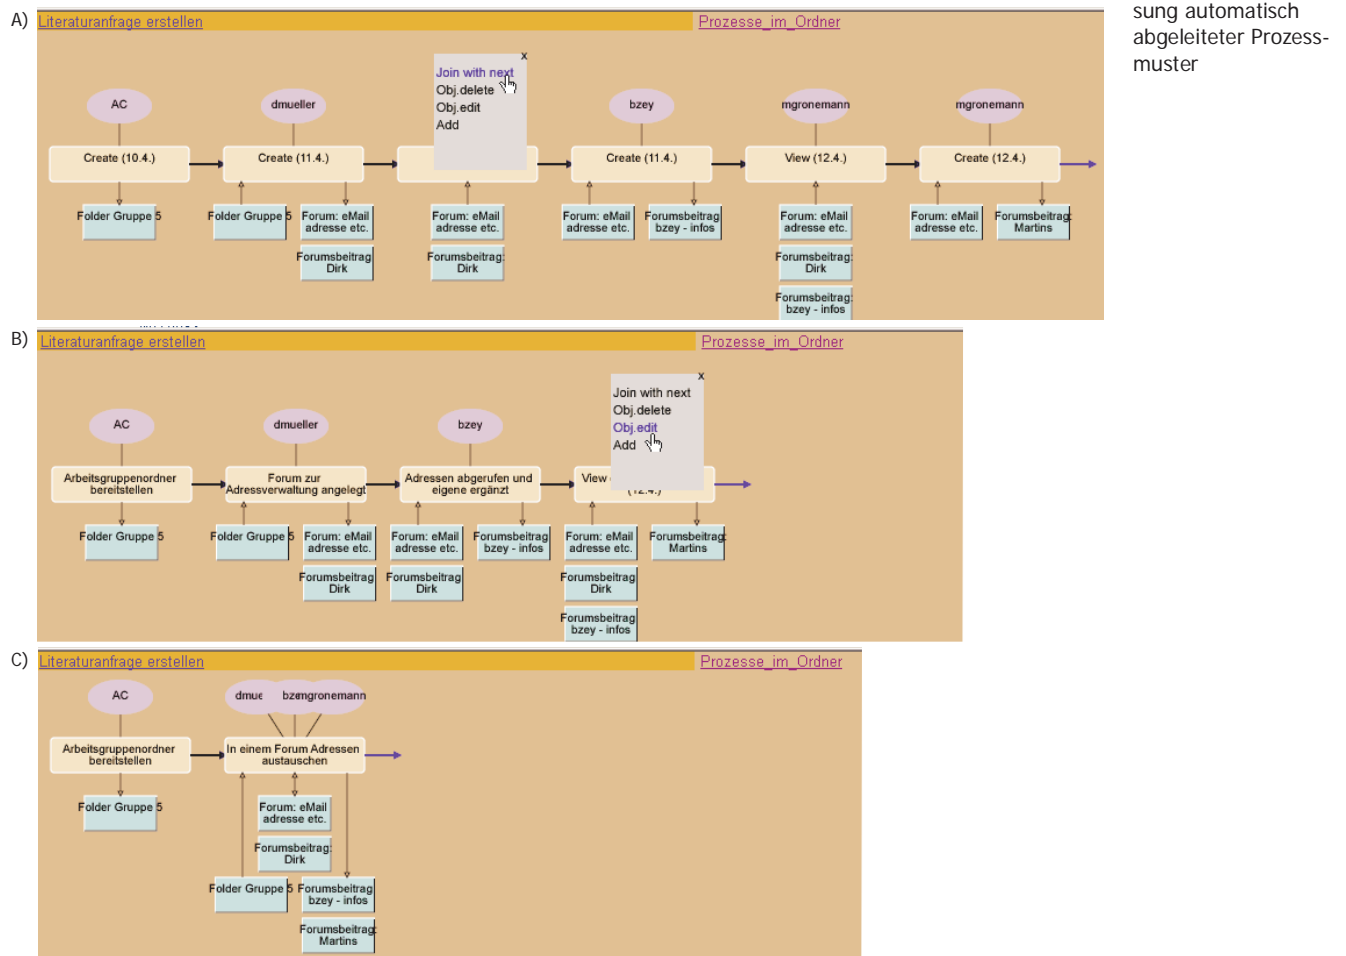 sung automatisch
abgeleiteter Prozess-
muster
A)
Literaturanfrage erstellen
Prozesse_im_Ordner
x
Join with next
Obj.delete
Obj.edit
Add
AC
dmueller
bzey
mgronemann
mgronemann
Create (10.4.)
Create (11.4.)
Create (11.4.)
View (12.4.)
Create (12.4.)
Folder Gruppe 5
Folder Gruppe 5
Forum: eMail
adresse etc.
Forumsbeitrag:
Dirk
Forum: eMail
adresse etc.
Forumsbeitrag:
Dirk
Forum: eMail
adresse etc.
Forumsbeitrag
bzey - infos
Forum: eMail
adresse etc.
Forumsbeitrag:
Dirk
Forumsbeitrag:
bzey - infos
Forum: eMail
adresse etc.
Forumsbeitrag:
Martins
B)
Literaturanfrage erstellen
Prozesse_im_Ordner
x
Join with next
Obj.delete
Obj.edit
Add
AC
dmueller
bzey
Arbeitsgruppenordner
bereitstellen
Forum zur
Adressverwaltung angelegt
Adressen abgerufen und
eigene ergänzt
View
(12.4.)
Folder Gruppe 5
Folder Gruppe 5
Forum: eMail
adresse etc.
Forumsbeitrag
Dirk
Forum: eMail
adresse etc.
Forumsbeitrag
Dirk
Forumsbeitrag
bzey - infos
Forum: eMail
adresse etc.
Forumsbeitrag
Dirk
Forumsbeitrag
bzey - infos
Forumsbeitrag:
Martins
C)
Literaturanfrage erstellen
Prozesse_im_Ordner
AC
dmue
bze
mgronemann
Arbeitsgruppenordner
bereitstellen
In einem Forum Adressen
austauschen
Folder Gruppe 5
Forum: eMail
adresse etc.
Forumsbeitrag:
Dirk
Folder Gruppe 5
Forumsbeitrag
bzey - infos
Forumsbeitrag:
Martins